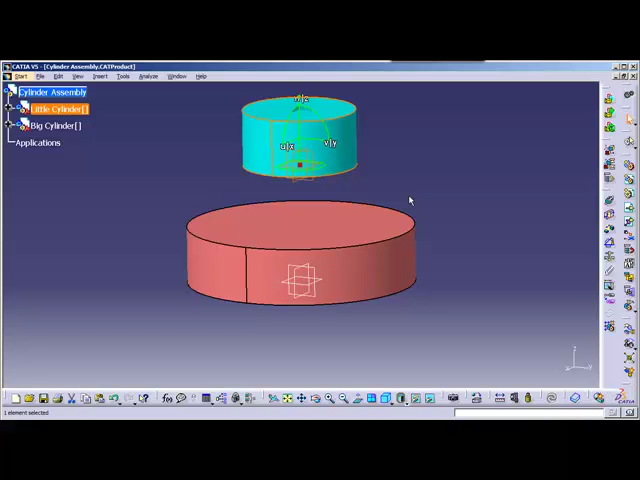 CATIA V5 - [Cylinder Assembly.CATProduct]
Start File Edit View Insert Tools Analyze Window Help
Cylinder Assembly
Little Cylinder[]
Big Cylinder[]
Applications
w|z
u|x
v|y
z
x
y
f(x)
CATIA
1 element selected